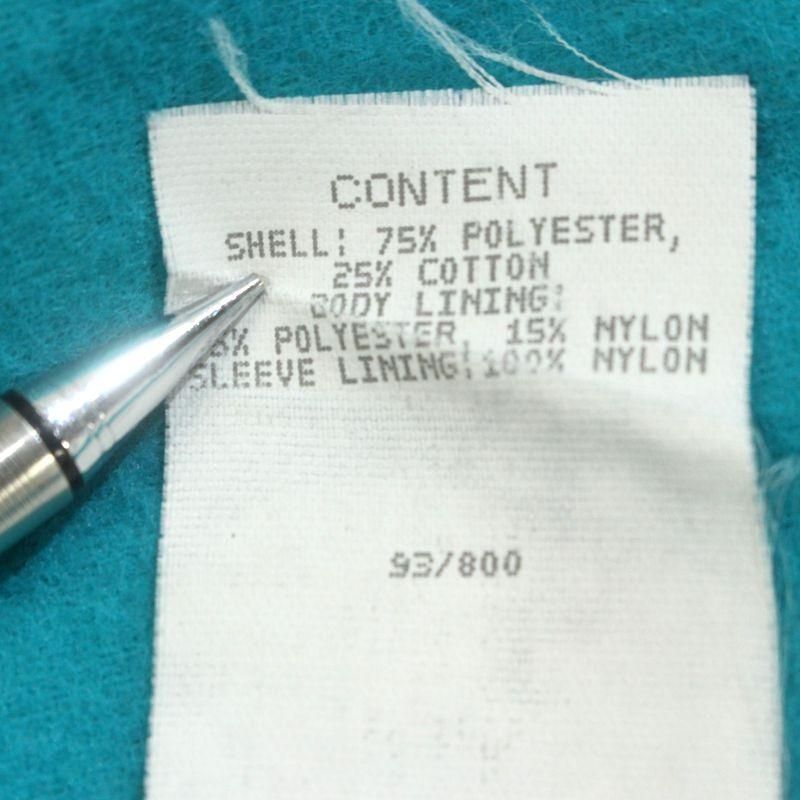 CONTENT
SHELL: 75% POLYESTER,
25% COTTON
BODY LINING:
POLYESTER, 15% NYLON
SLEEVE LINING: 100% NYLON
93/800